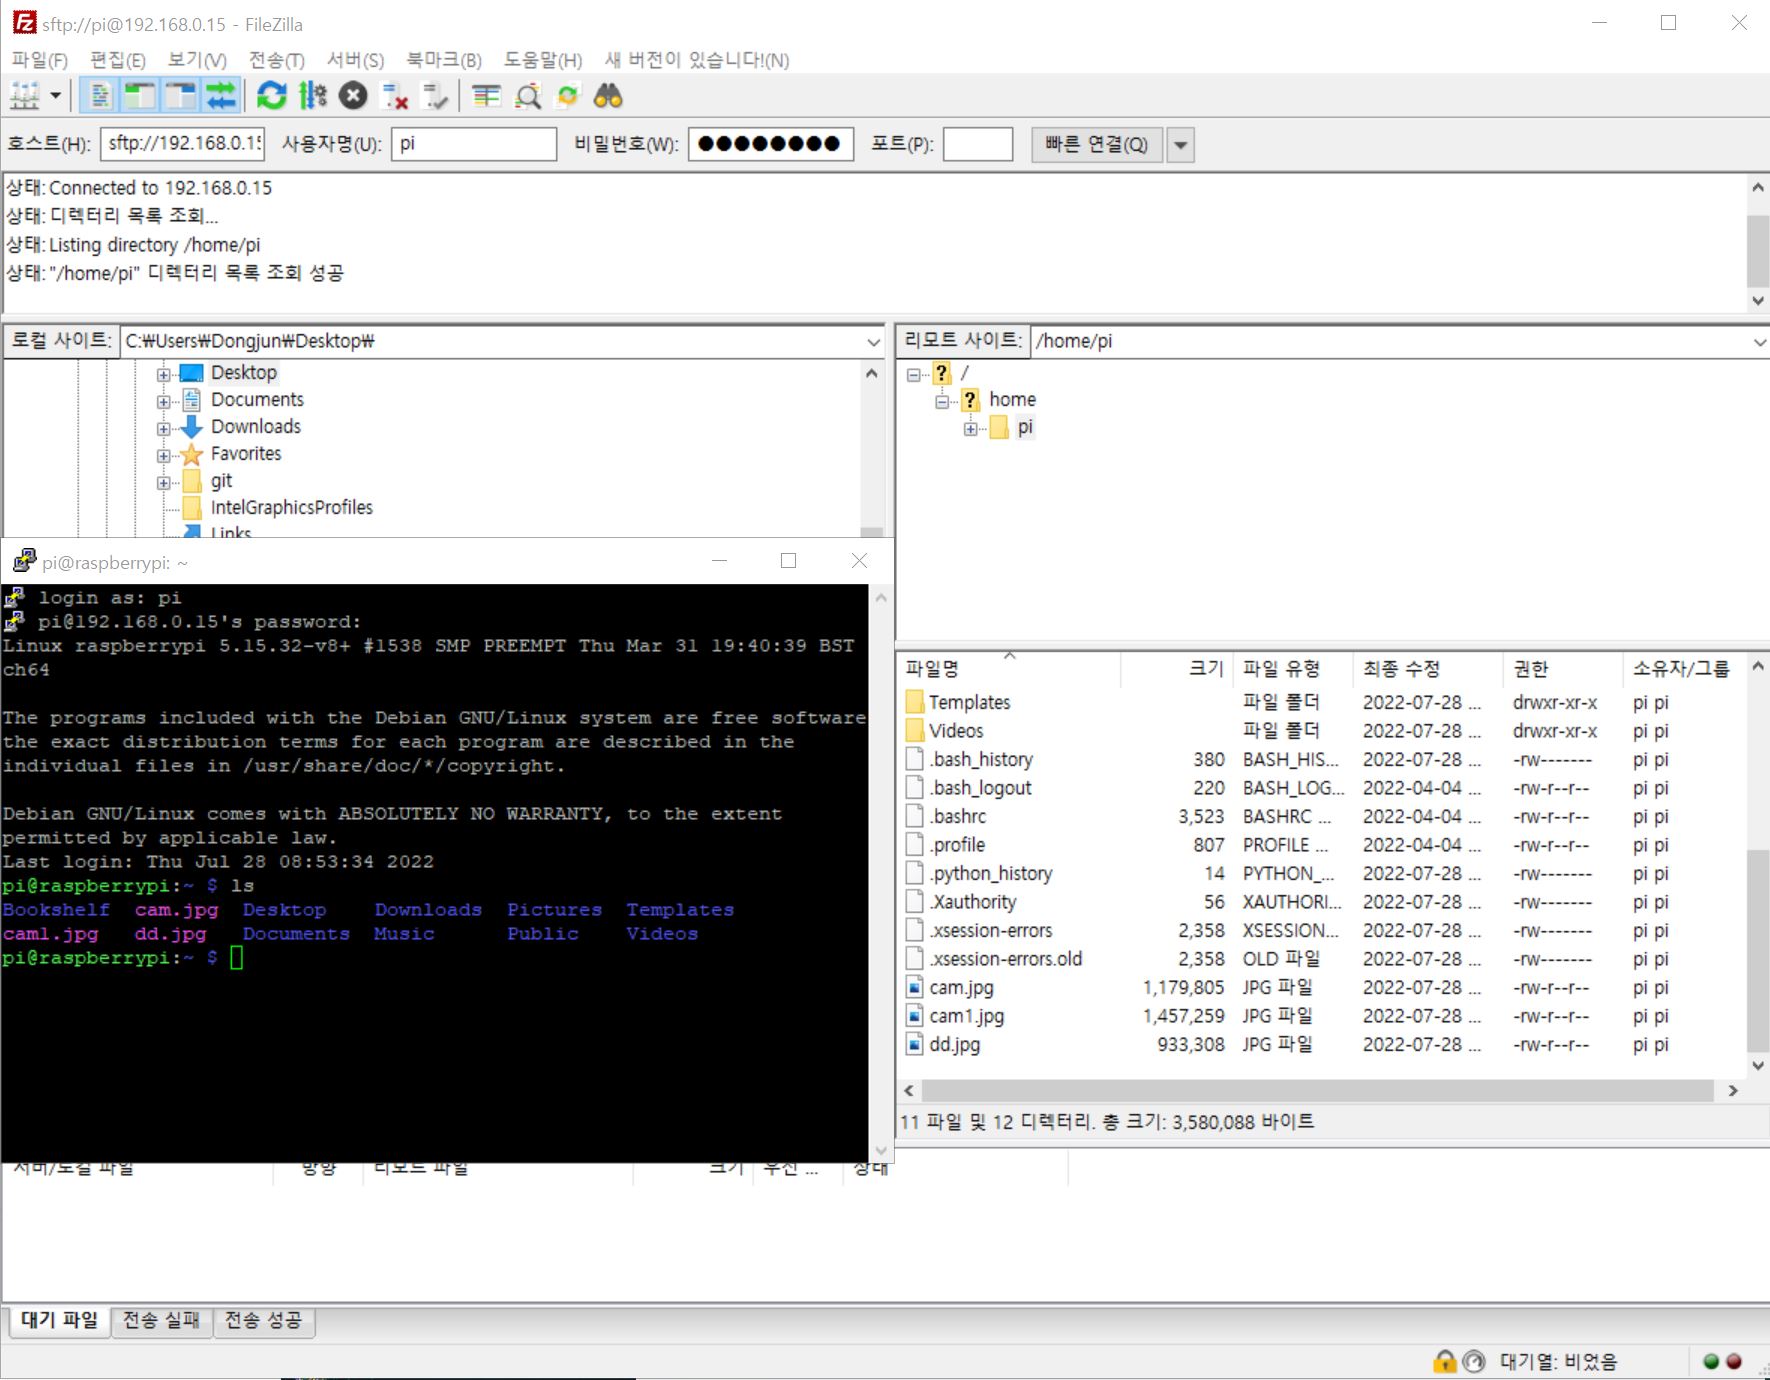 sftp://pi@192.168.0.15 - FileZilla
파일(F) 편집(E) 보기(V) 전송(T) 서버(S) 북마크(B) 도움말(H) 새 버전이 있습니다!(N)
호스트(H): sftp://192.168.0.15 사용자명(U): pi 비밀번호(W): ●●●●●●●● 포트(P): 빠른 연결(Q)
상태: Connected to 192.168.0.15
상태: 디렉터리 목록 조회...
상태: Listing directory /home/pi
상태: "/home/pi" 디렉터리 목록 조회 성공
로컬 사이트: C:₩Users₩Dongjun₩Desktop₩
Desktop
Documents
Downloads
Favorites
git
IntelGraphicsProfiles
Links
리모트 사이트: /home/pi
/
home
pi
pi@raspberrypi: ~
login as: pi
pi@192.168.0.15's password:
Linux raspberrypi 5.15.32-v8+ #1538 SMP PREEMPT Thu Mar 31 19:40:39 BST
ch64
The programs included with the Debian GNU/Linux system are free software
the exact distribution terms for each program are described in the
individual files in /usr/share/doc/*/copyright.
Debian GNU/Linux comes with ABSOLUTELY NO WARRANTY, to the extent
permitted by applicable law.
Last login: Thu Jul 28 08:53:34 2022
pi@raspberrypi:~ $ ls
Bookshelf cam.jpg Desktop Downloads Pictures Templates
cam1.jpg dd.jpg Documents Music Public Videos
pi@raspberrypi:~ $
파일명 크기 파일 유형 최종 수정 권한 소유자/그룹
Templates 파일 폴더 2022-07-28 ... drwxr-xr-x pi pi
Videos 파일 폴더 2022-07-28 ... drwxr-xr-x pi pi
.bash_history 380 BASH_HIS... 2022-07-28 ... -rw------- pi pi
.bash_logout 220 BASH_LOG... 2022-04-04 ... -rw-r--r-- pi pi
.bashrc 3,523 BASHRC ... 2022-04-04 ... -rw-r--r-- pi pi
.profile 807 PROFILE ... 2022-04-04 ... -rw-r--r-- pi pi
.python_history 14 PYTHON_... 2022-07-28 ... -rw------- pi pi
.Xauthority 56 XAUTHORI... 2022-07-28 ... -rw------- pi pi
.xsession-errors 2,358 XSESSION... 2022-07-28 ... -rw------- pi pi
.xsession-errors.old 2,358 OLD 파일 2022-07-28 ... -rw------- pi pi
cam.jpg 1,179,805 JPG 파일 2022-07-28 ... -rw-r--r-- pi pi
cam1.jpg 1,457,259 JPG 파일 2022-07-28 ... -rw-r--r-- pi pi
dd.jpg 933,308 JPG 파일 2022-07-28 ... -rw-r--r-- pi pi
11 파일 및 12 디렉터리. 총 크기: 3,580,088 바이트
서버/로컬 파일 방향 리모트 파일 크기 우선 ... 상태
대기 파일 전송 실패 전송 성공
대기열: 비었음